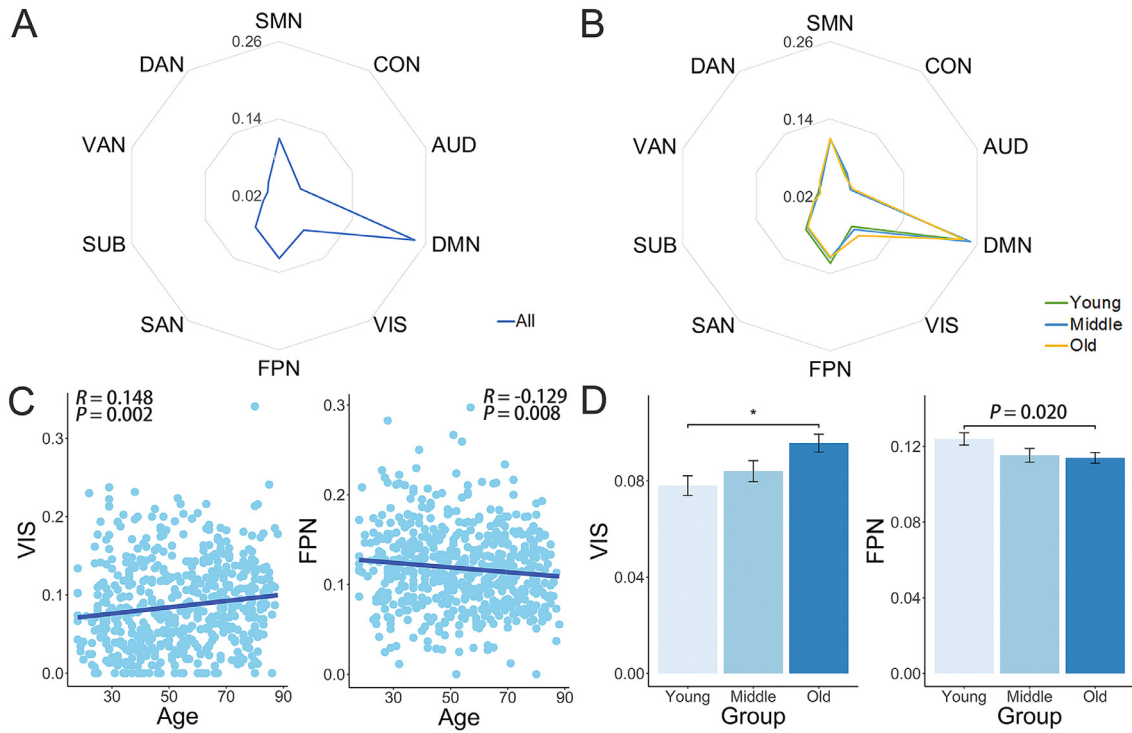 A
SMN
0.26
DAN
CON
0.14
VAN
AUD
0.02
SUB
DMN
SAN
VIS
All
FPN
B
SMN
0.26
DAN
CON
0.14
VAN
AUD
0.02
SUB
DMN
Young
Middle
Old
SAN
VIS
FPN
C
R = 0.148
P = 0.002
0.3
0.2
0.1
0.0
VIS
30 50 70 90
Age
R = -0.129
P = 0.008
0.3
0.2
0.1
0.0
FPN
30 50 70 90
Age
D
*
0.08
0.04
0.00
VIS
Young Middle Old
Group
P = 0.020
0.12
0.08
0.04
0.00
FPN
Young Middle Old
Group